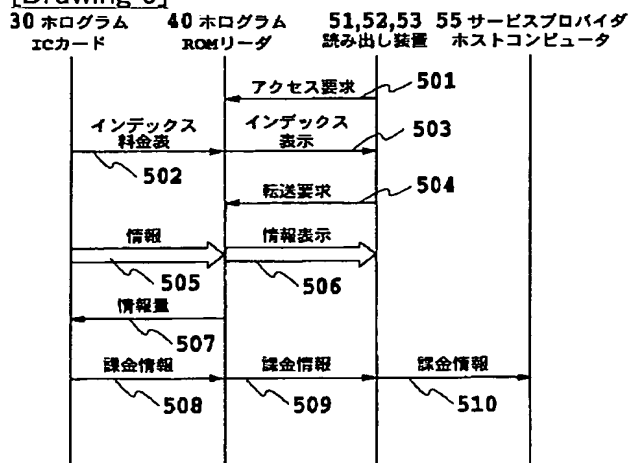 [Drawing 6]
30 ホログラム 40 ホログラム 51,52,53 55 サービスプロバイダ
ICカード ROMリーダ 読み出し装置 ホストコンピュータ
アクセス要求 501
インデックス インデックス
料金表 表示 503
502
転送要求 504
情報 情報表示
505 506
情報量
507
課金情報 課金情報 課金情報
508 509 510